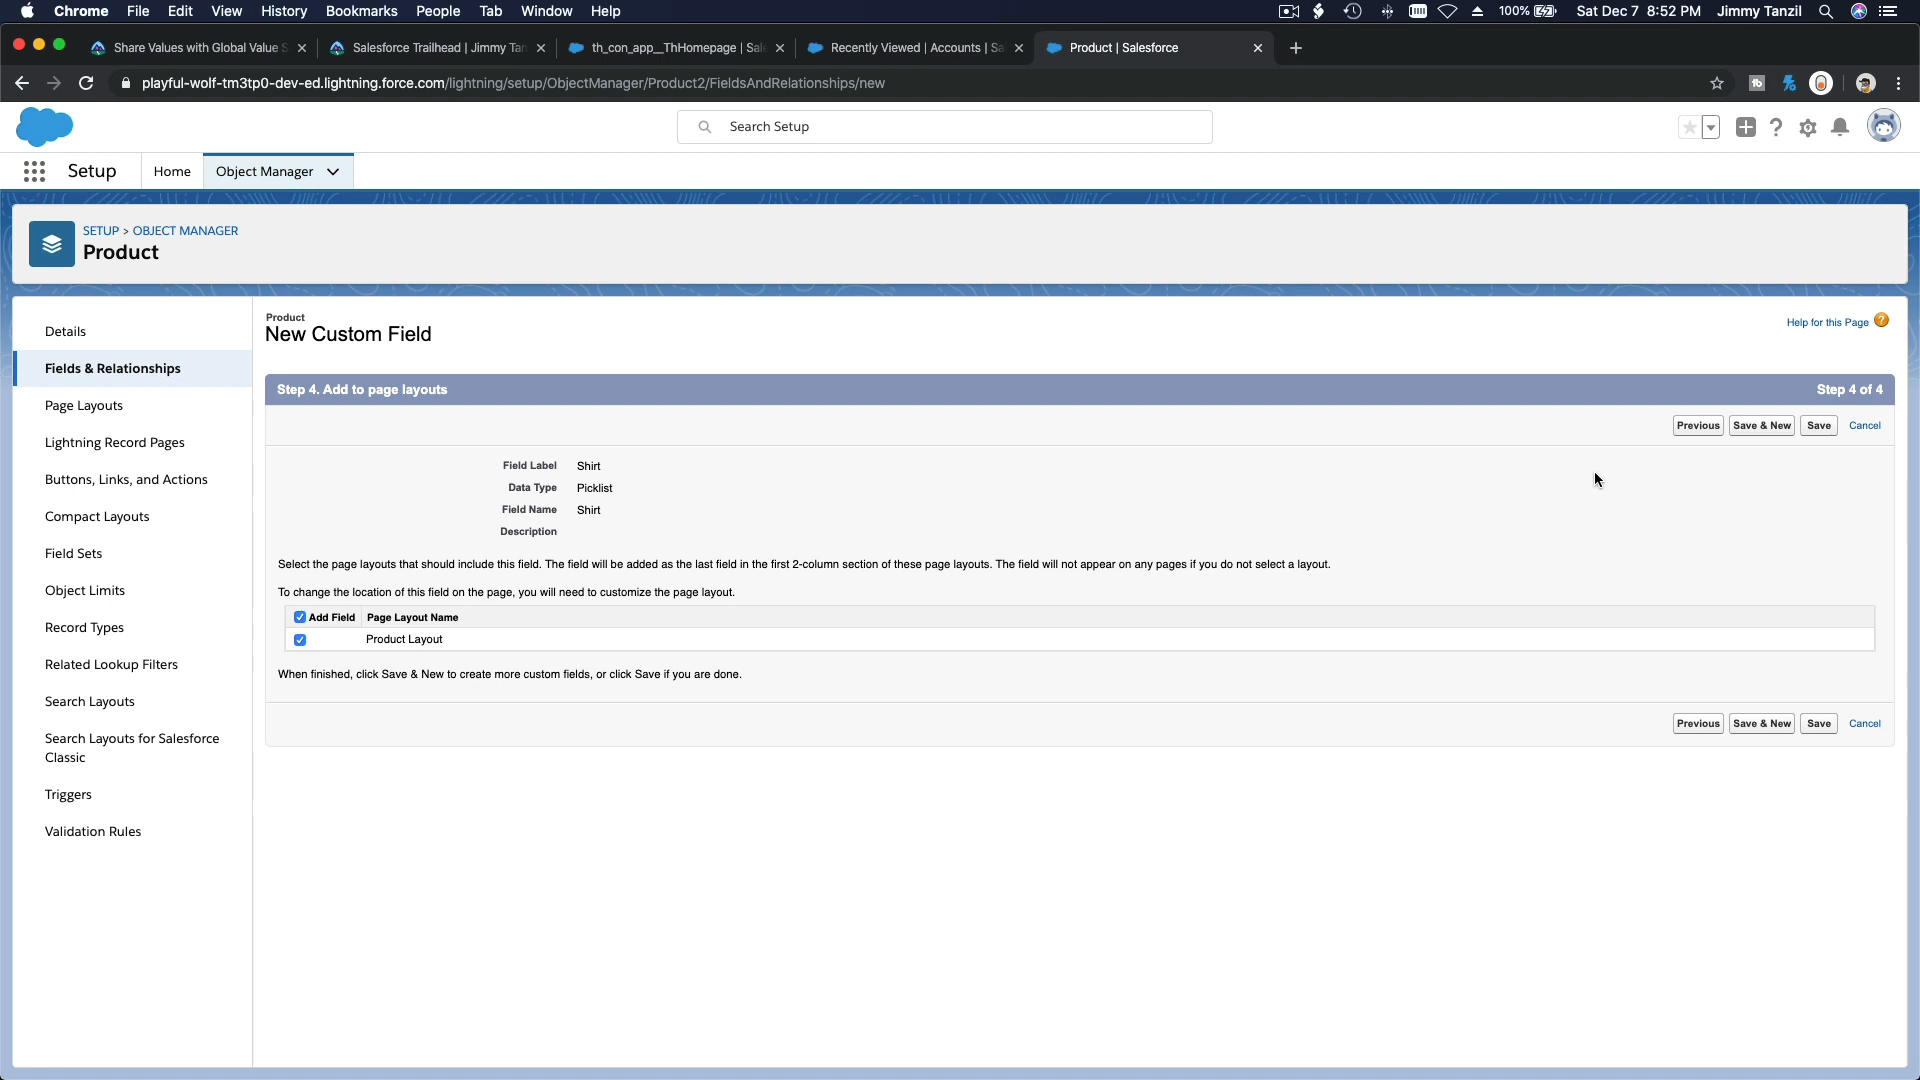 Chrome File Edit View History Bookmarks People Tab Window Help 100% Sat Dec 7 8:52 PM Jimmy Tanzil
Share Values with Global Value S Salesforce Trailhead | Jimmy Tan th_con_app__ThHomepage | Sale Recently Viewed | Accounts | Sa Product | Salesforce
playful-wolf-tm3tp0-dev-ed.lightning.force.com/lightning/setup/ObjectManager/Product2/FieldsAndRelationships/new
Search Setup
Setup Home Object Manager
SETUP > OBJECT MANAGER
Product
Details
Fields & Relationships
Page Layouts
Lightning Record Pages
Buttons, Links, and Actions
Compact Layouts
Field Sets
Object Limits
Record Types
Related Lookup Filters
Search Layouts
Search Layouts for Salesforce
Classic
Triggers
Validation Rules
Product
New Custom Field
Help for this Page ?
Step 4. Add to page layouts Step 4 of 4
Previous Save & New Save Cancel
Field Label Shirt
Data Type Picklist
Field Name Shirt
Description
Select the page layouts that should include this field. The field will be added as the last field in the first 2-column section of these page layouts. The field will not appear on any pages if you do not select a layout.
To change the location of this field on the page, you will need to customize the page layout.
Add Field Page Layout Name
Product Layout
When finished, click Save & New to create more custom fields, or click Save if you are done.
Previous Save & New Save Cancel